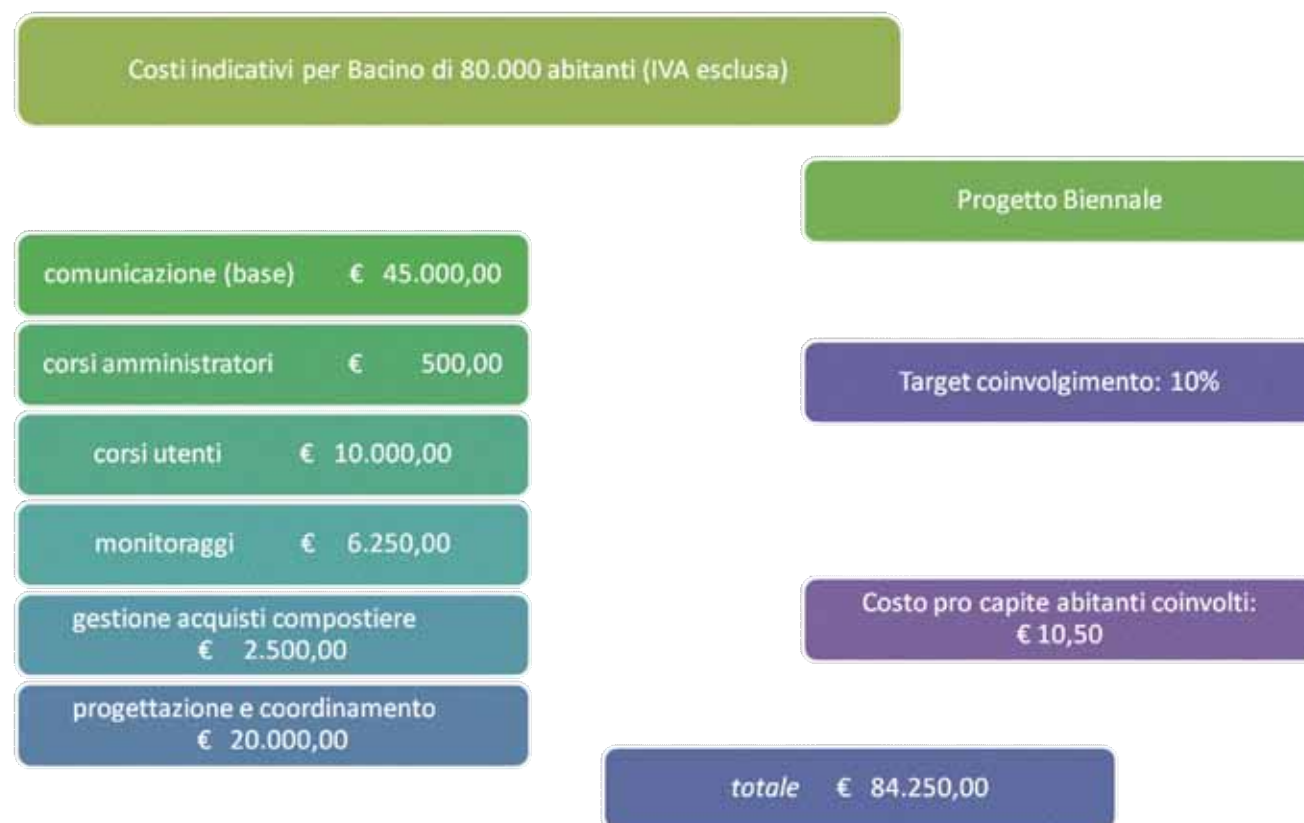 Costi indicativi per Bacino di 80.000 abitanti (IVA esclusa)
Progetto Biennale
comunicazione (base) € 45.000,00
corsi amministratori € 500,00
Target coinvolgimento: 10%
corsi utenti € 10.000,00
monitoraggi € 6.250,00
gestione acquisti compostiere
€ 2.500,00
Costo pro capite abitanti coinvolti:
€ 10,50
progettazione e coordinamento
€ 20.000,00
totale € 84.250,00